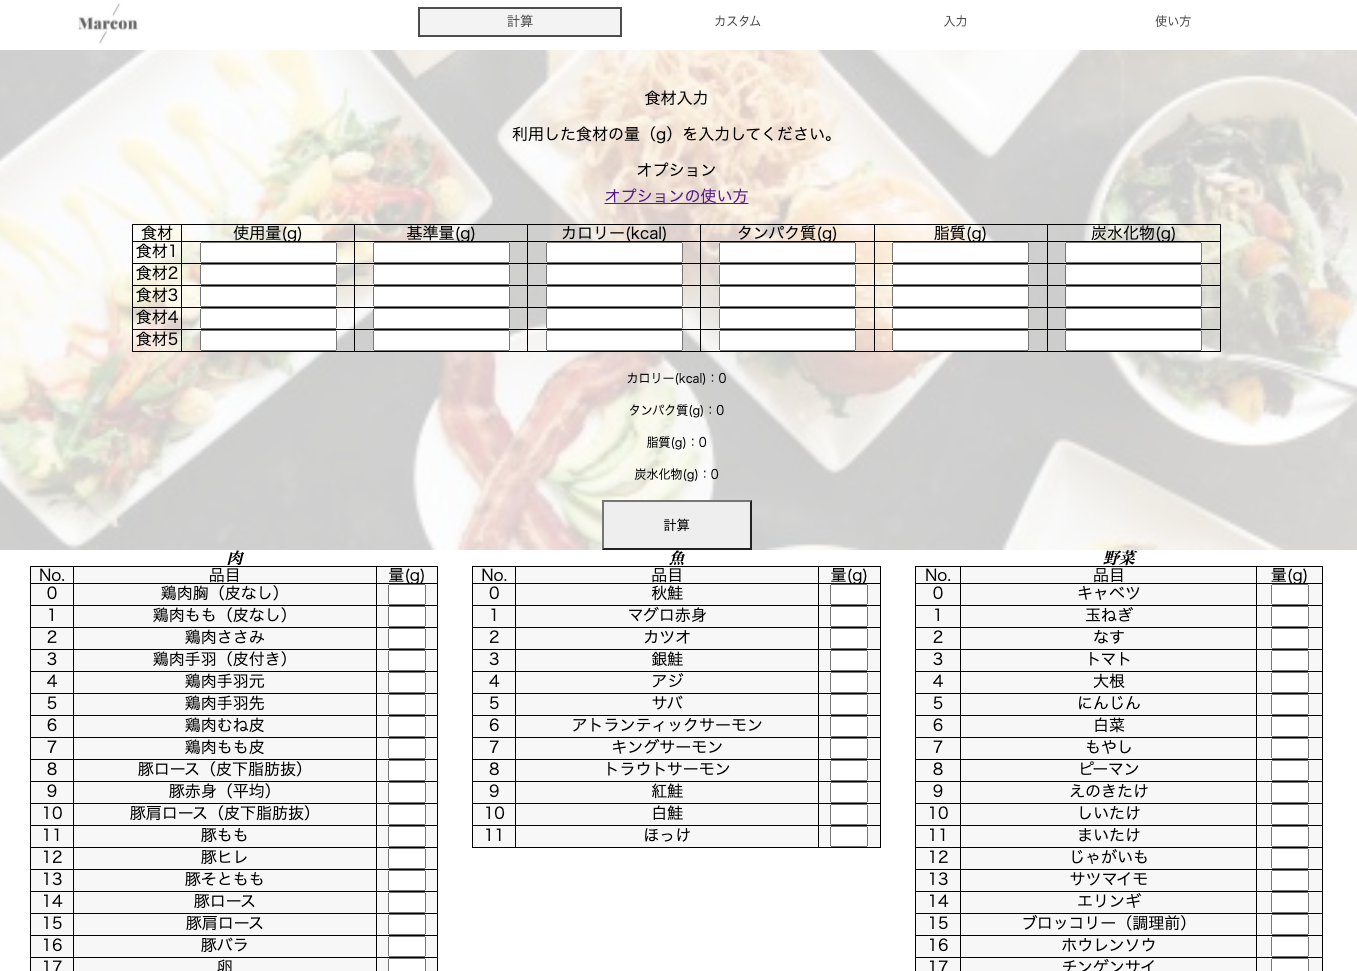 Marcon
計算 カスタム 入力 使い方
食材入力
利用した食材の量（g）を入力してください。
オプション
オプションの使い方
食材 使用量(g) 基準量(g) カロリー(kcal) タンパク質(g) 脂質(g) 炭水化物(g)
食材1
食材2
食材3
食材4
食材5
カロリー(kcal)：0
タンパク質(g)：0
脂質(g)：0
炭水化物(g)：0
計算
肉
No. 品目 量(g)
0 鶏肉胸（皮なし）
1 鶏肉もも（皮なし）
2 鶏肉ささみ
3 鶏肉手羽（皮付き）
4 鶏肉手羽元
5 鶏肉手羽先
6 鶏肉むね皮
7 鶏肉もも皮
8 豚ロース（皮下脂肪抜）
9 豚赤身（平均）
10 豚肩ロース（皮下脂肪抜）
11 豚もも
12 豚ヒレ
13 豚そともも
14 豚ロース
15 豚肩ロース
16 豚バラ
17 卵
魚
No. 品目 量(g)
0 秋鮭
1 マグロ赤身
2 カツオ
3 銀鮭
4 アジ
5 サバ
6 アトランティックサーモン
7 キングサーモン
8 トラウトサーモン
9 紅鮭
10 白鮭
11 ほっけ
野菜
No. 品目 量(g)
0 キャベツ
1 玉ねぎ
2 なす
3 トマト
4 大根
5 にんじん
6 白菜
7 もやし
8 ピーマン
9 えのきたけ
10 しいたけ
11 まいたけ
12 じゃがいも
13 サツマイモ
14 エリンギ
15 ブロッコリー（調理前）
16 ホウレンソウ
17 チンゲンサイ